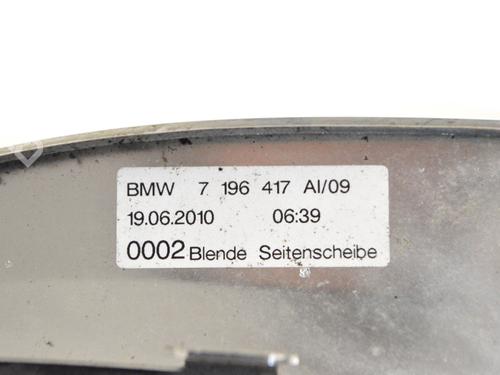 BMW 7 196 417 AI/09
19.06.2010 06:39
0002 Blende Seitenscheibe